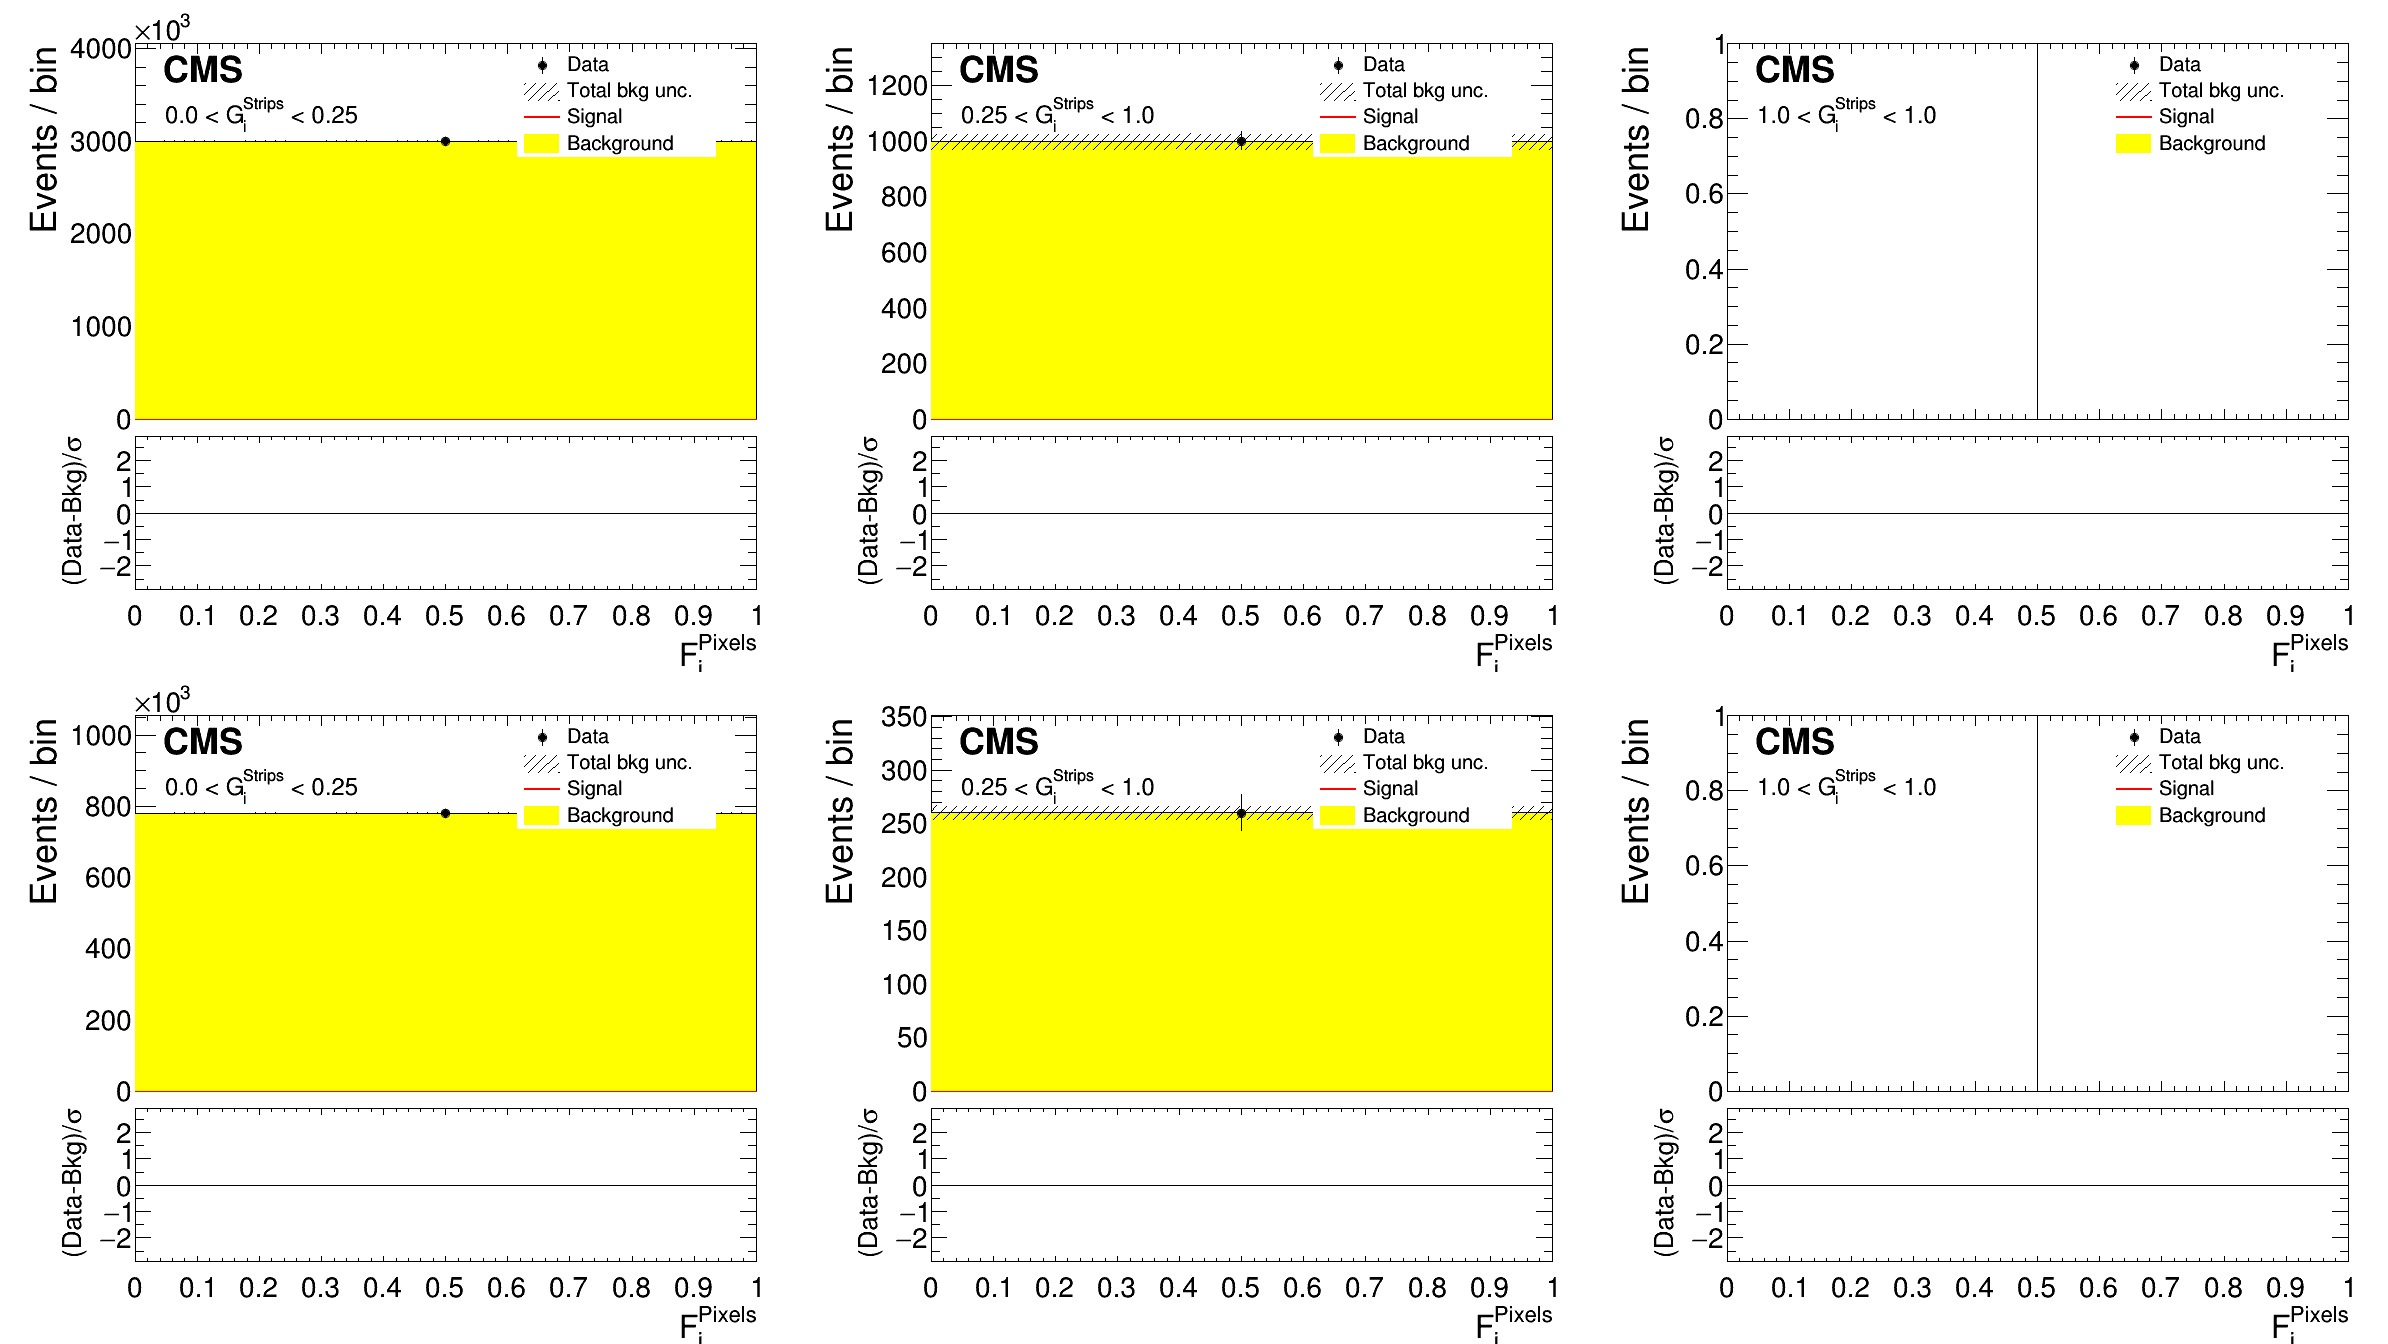 ×10³
Events / bin
4000
3000
2000
1000
0
CMS
0.0 < G_i^Strips < 0.25
Data
Total bkg unc.
Signal
Background
(Data-Bkg)/σ
2
1
0
−1
−2
0 0.1 0.2 0.3 0.4 0.5 0.6 0.7 0.8 0.9 1
F_i^Pixels
Events / bin
1200
1000
800
600
400
200
0
CMS
0.25 < G_i^Strips < 1.0
Data
Total bkg unc.
Signal
Background
(Data-Bkg)/σ
2
1
0
−1
−2
0 0.1 0.2 0.3 0.4 0.5 0.6 0.7 0.8 0.9 1
F_i^Pixels
Events / bin
1
0.8
0.6
0.4
0.2
0
CMS
1.0 < G_i^Strips < 1.0
Data
Total bkg unc.
Signal
Background
(Data-Bkg)/σ
2
1
0
−1
−2
0 0.1 0.2 0.3 0.4 0.5 0.6 0.7 0.8 0.9 1
F_i^Pixels
×10³
Events / bin
1000
800
600
400
200
0
CMS
0.0 < G_i^Strips < 0.25
Data
Total bkg unc.
Signal
Background
(Data-Bkg)/σ
2
1
0
−1
−2
0 0.1 0.2 0.3 0.4 0.5 0.6 0.7 0.8 0.9 1
F_i^Pixels
Events / bin
350
300
250
200
150
100
50
0
CMS
0.25 < G_i^Strips < 1.0
Data
Total bkg unc.
Signal
Background
(Data-Bkg)/σ
2
1
0
−1
−2
0 0.1 0.2 0.3 0.4 0.5 0.6 0.7 0.8 0.9 1
F_i^Pixels
Events / bin
1
0.8
0.6
0.4
0.2
0
CMS
1.0 < G_i^Strips < 1.0
Data
Total bkg unc.
Signal
Background
(Data-Bkg)/σ
2
1
0
−1
−2
0 0.1 0.2 0.3 0.4 0.5 0.6 0.7 0.8 0.9 1
F_i^Pixels